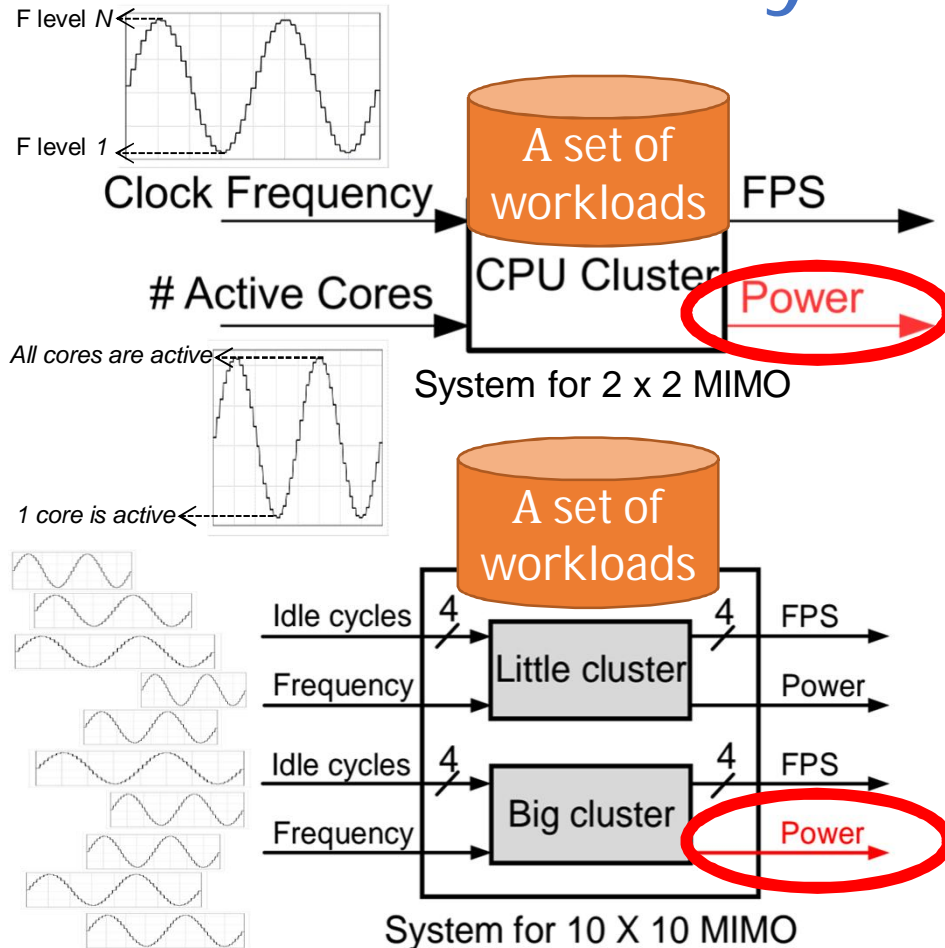 F level N
F level 1
A set of
workloads
Clock Frequency
FPS
# Active Cores
CPU Cluster
Power
All cores are active
System for 2 x 2 MIMO
1 core is active
A set of
workloads
Idle cycles
4
4
FPS
Little cluster
Frequency
Power
Idle cycles
4
4
FPS
Big cluster
Frequency
Power
System for 10 X 10 MIMO